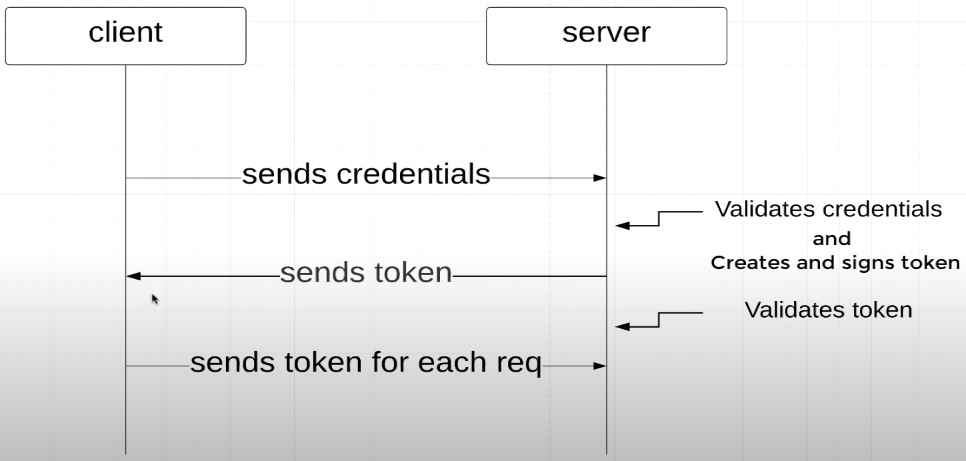 client
server
sends credentials
Validates credentials
and
Creates and signs token
sends token
Validates token
sends token for each req